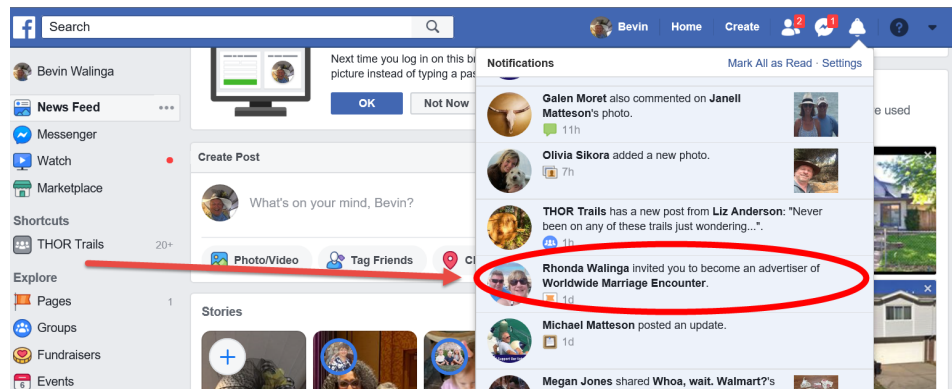 f
Search
Bevin
Home
Create
2
1
?
Bevin Walinga
News Feed
Messenger
Watch
Marketplace
Shortcuts
THOR Trails
20+
Explore
Pages
1
Groups
Fundraisers
6
Events
Next time you log in on this
picture instead of typing a
OK
Not Now
Create Post
What's on your mind, Bevin?
Photo/Video
Tag Friends
Stories
Notifications
Mark All as Read · Settings
Galen Moret also commented on Janell
Matteson's photo.
11h
Olivia Sikora added a new photo.
7h
THOR Trails has a new post from Liz Anderson: "Never
been on any of these trails just wondering...".
1h
Rhonda Walinga invited you to become an advertiser of
Worldwide Marriage Encounter.
1d
Michael Matteson posted an update.
1d
Megan Jones shared Whoa, wait. Walmart?'s
used